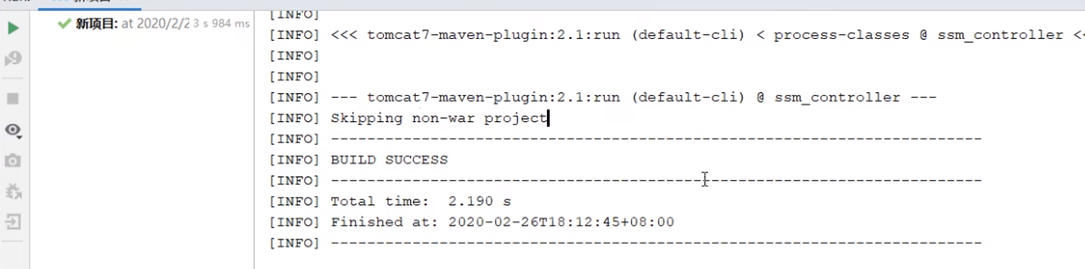 新项目: at 2020/2/2 3 s 984 ms
[INFO]
[INFO] <<< tomcat7-maven-plugin:2.1:run (default-cli) < process-classes @ ssm_controller <
[INFO]
[INFO]
[INFO] --- tomcat7-maven-plugin:2.1:run (default-cli) @ ssm_controller ---
[INFO] Skipping non-war project
[INFO] ------------------------------------------------------------------------
[INFO] BUILD SUCCESS
[INFO] ------------------------------------------------------------------------
[INFO] Total time:  2.190 s
[INFO] Finished at: 2020-02-26T18:12:45+08:00
[INFO] ------------------------------------------------------------------------